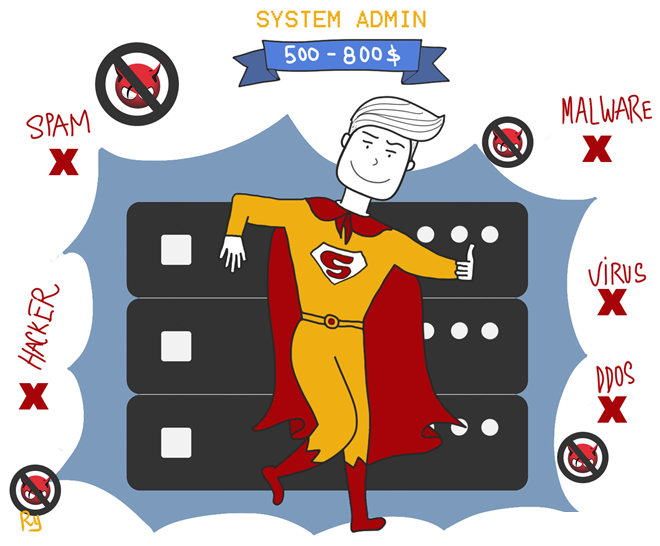 SYSTEM ADMIN
500 - 800$
SPAM
X
MALWARE
X
S
VIRUS
X
HACKER
X
DDOS
X
Ry